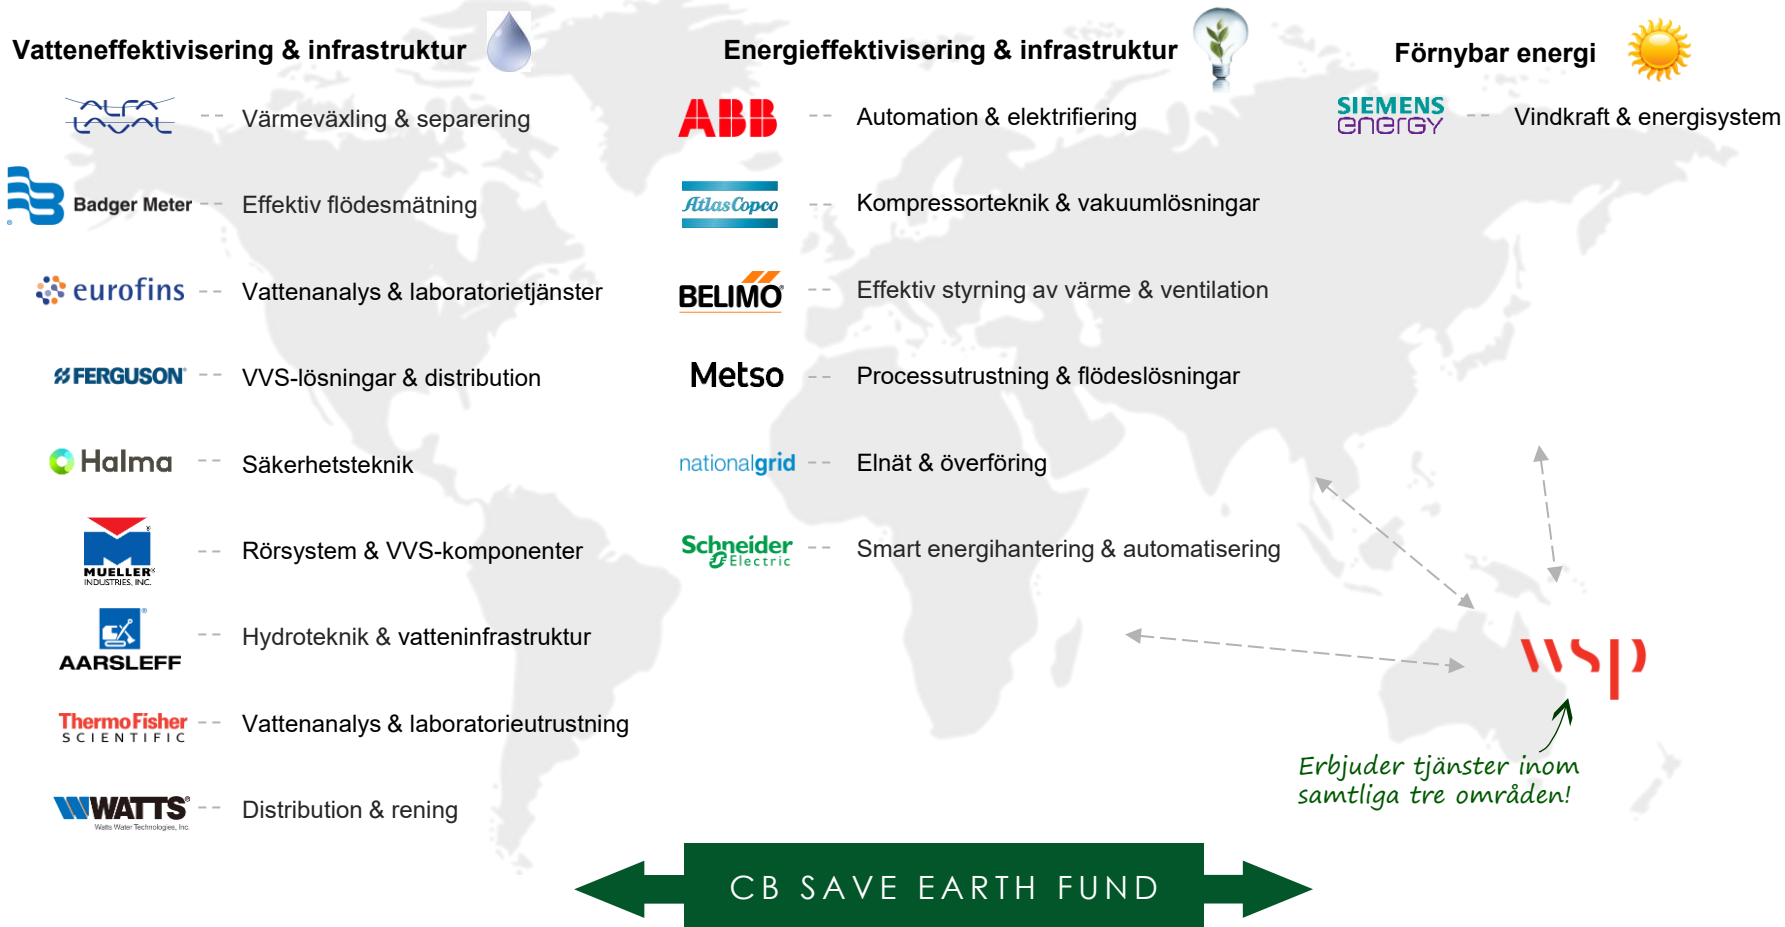 Vatteneffektivisering & infrastruktur
ALFA
LAVAL
Värmeväxling & separering
Badger Meter
®
Effektiv flödesmätning
eurofins
Vattenanalys & laboratorietjänster
FERGUSON®
VVS-lösningar & distribution
Halma
Säkerhetsteknik
MUELLER®
INDUSTRIES, INC.
Rörsystem & VVS-komponenter
AARSLEFF
Hydroteknik & vatteninfrastruktur
ThermoFisher
SCIENTIFIC
Vattenanalys & laboratorieutrustning
WATTS®
Watts Water Technologies, Inc.
Distribution & rening
Energieffektivisering & infrastruktur
ABB
Automation & elektrifiering
Atlas Copco
Kompressorteknik & vakuumlösningar
BELIMO®
Effektiv styrning av värme & ventilation
Metso
Processutrustning & flödeslösningar
nationalgrid
Elnät & överföring
Schneider
Electric
Smart energihantering & automatisering
Förnybar energi
SIEMENS
energy
Vindkraft & energisystem
wsp
Erbjuder tjänster inom
samtliga tre områden!
CB SAVE EARTH FUND